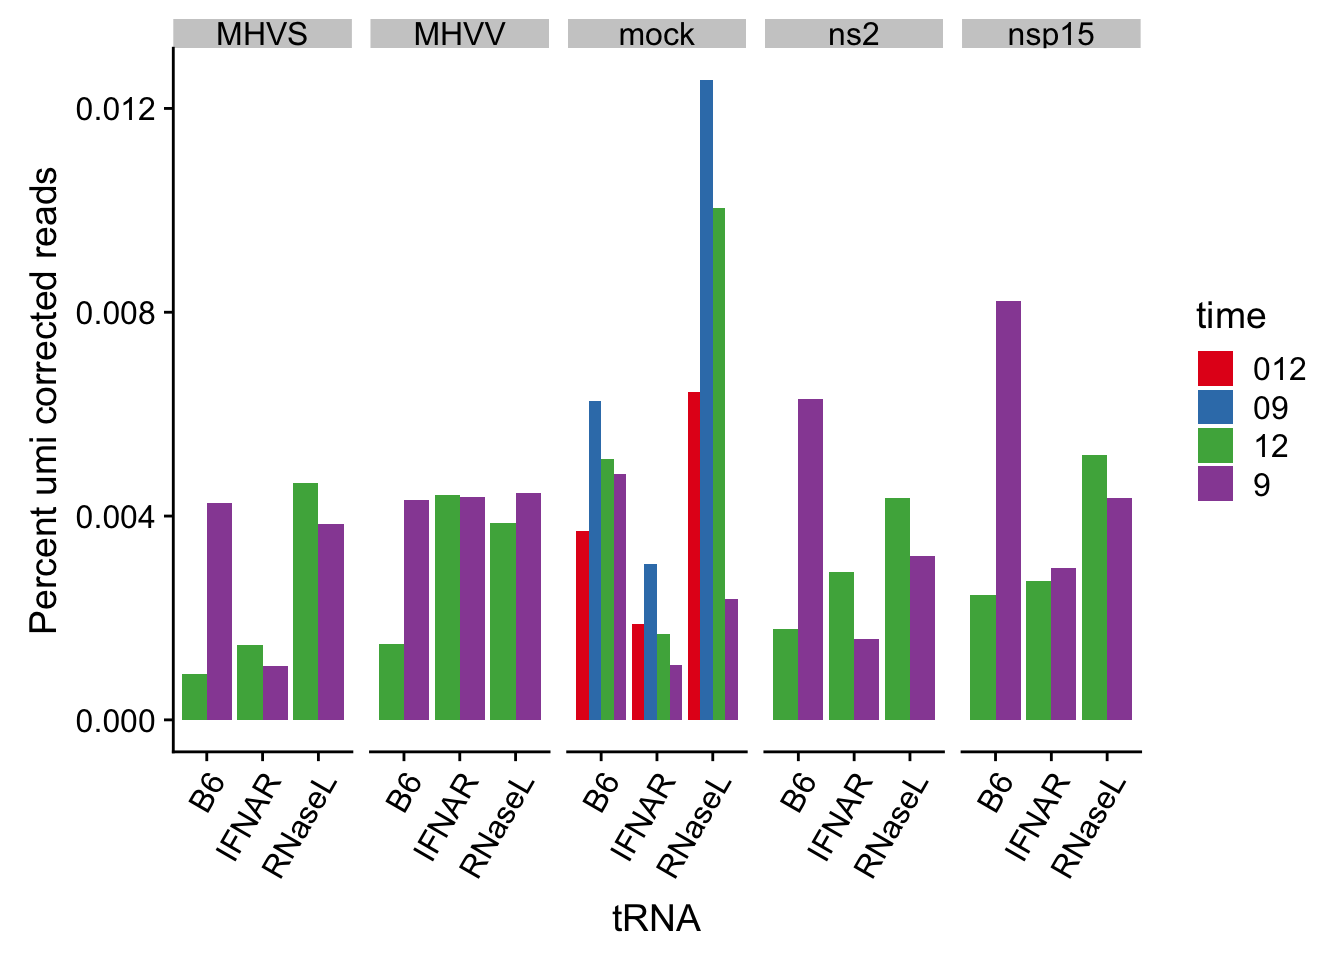 MHVS MHVV mock ns2 nsp15
Percent umi corrected reads
0.012
0.008
0.004
0.000
B6 IFNAR RNaseL B6 IFNAR RNaseL B6 IFNAR RNaseL B6 IFNAR RNaseL B6 IFNAR RNaseL
tRNA
time
012
09
12
9